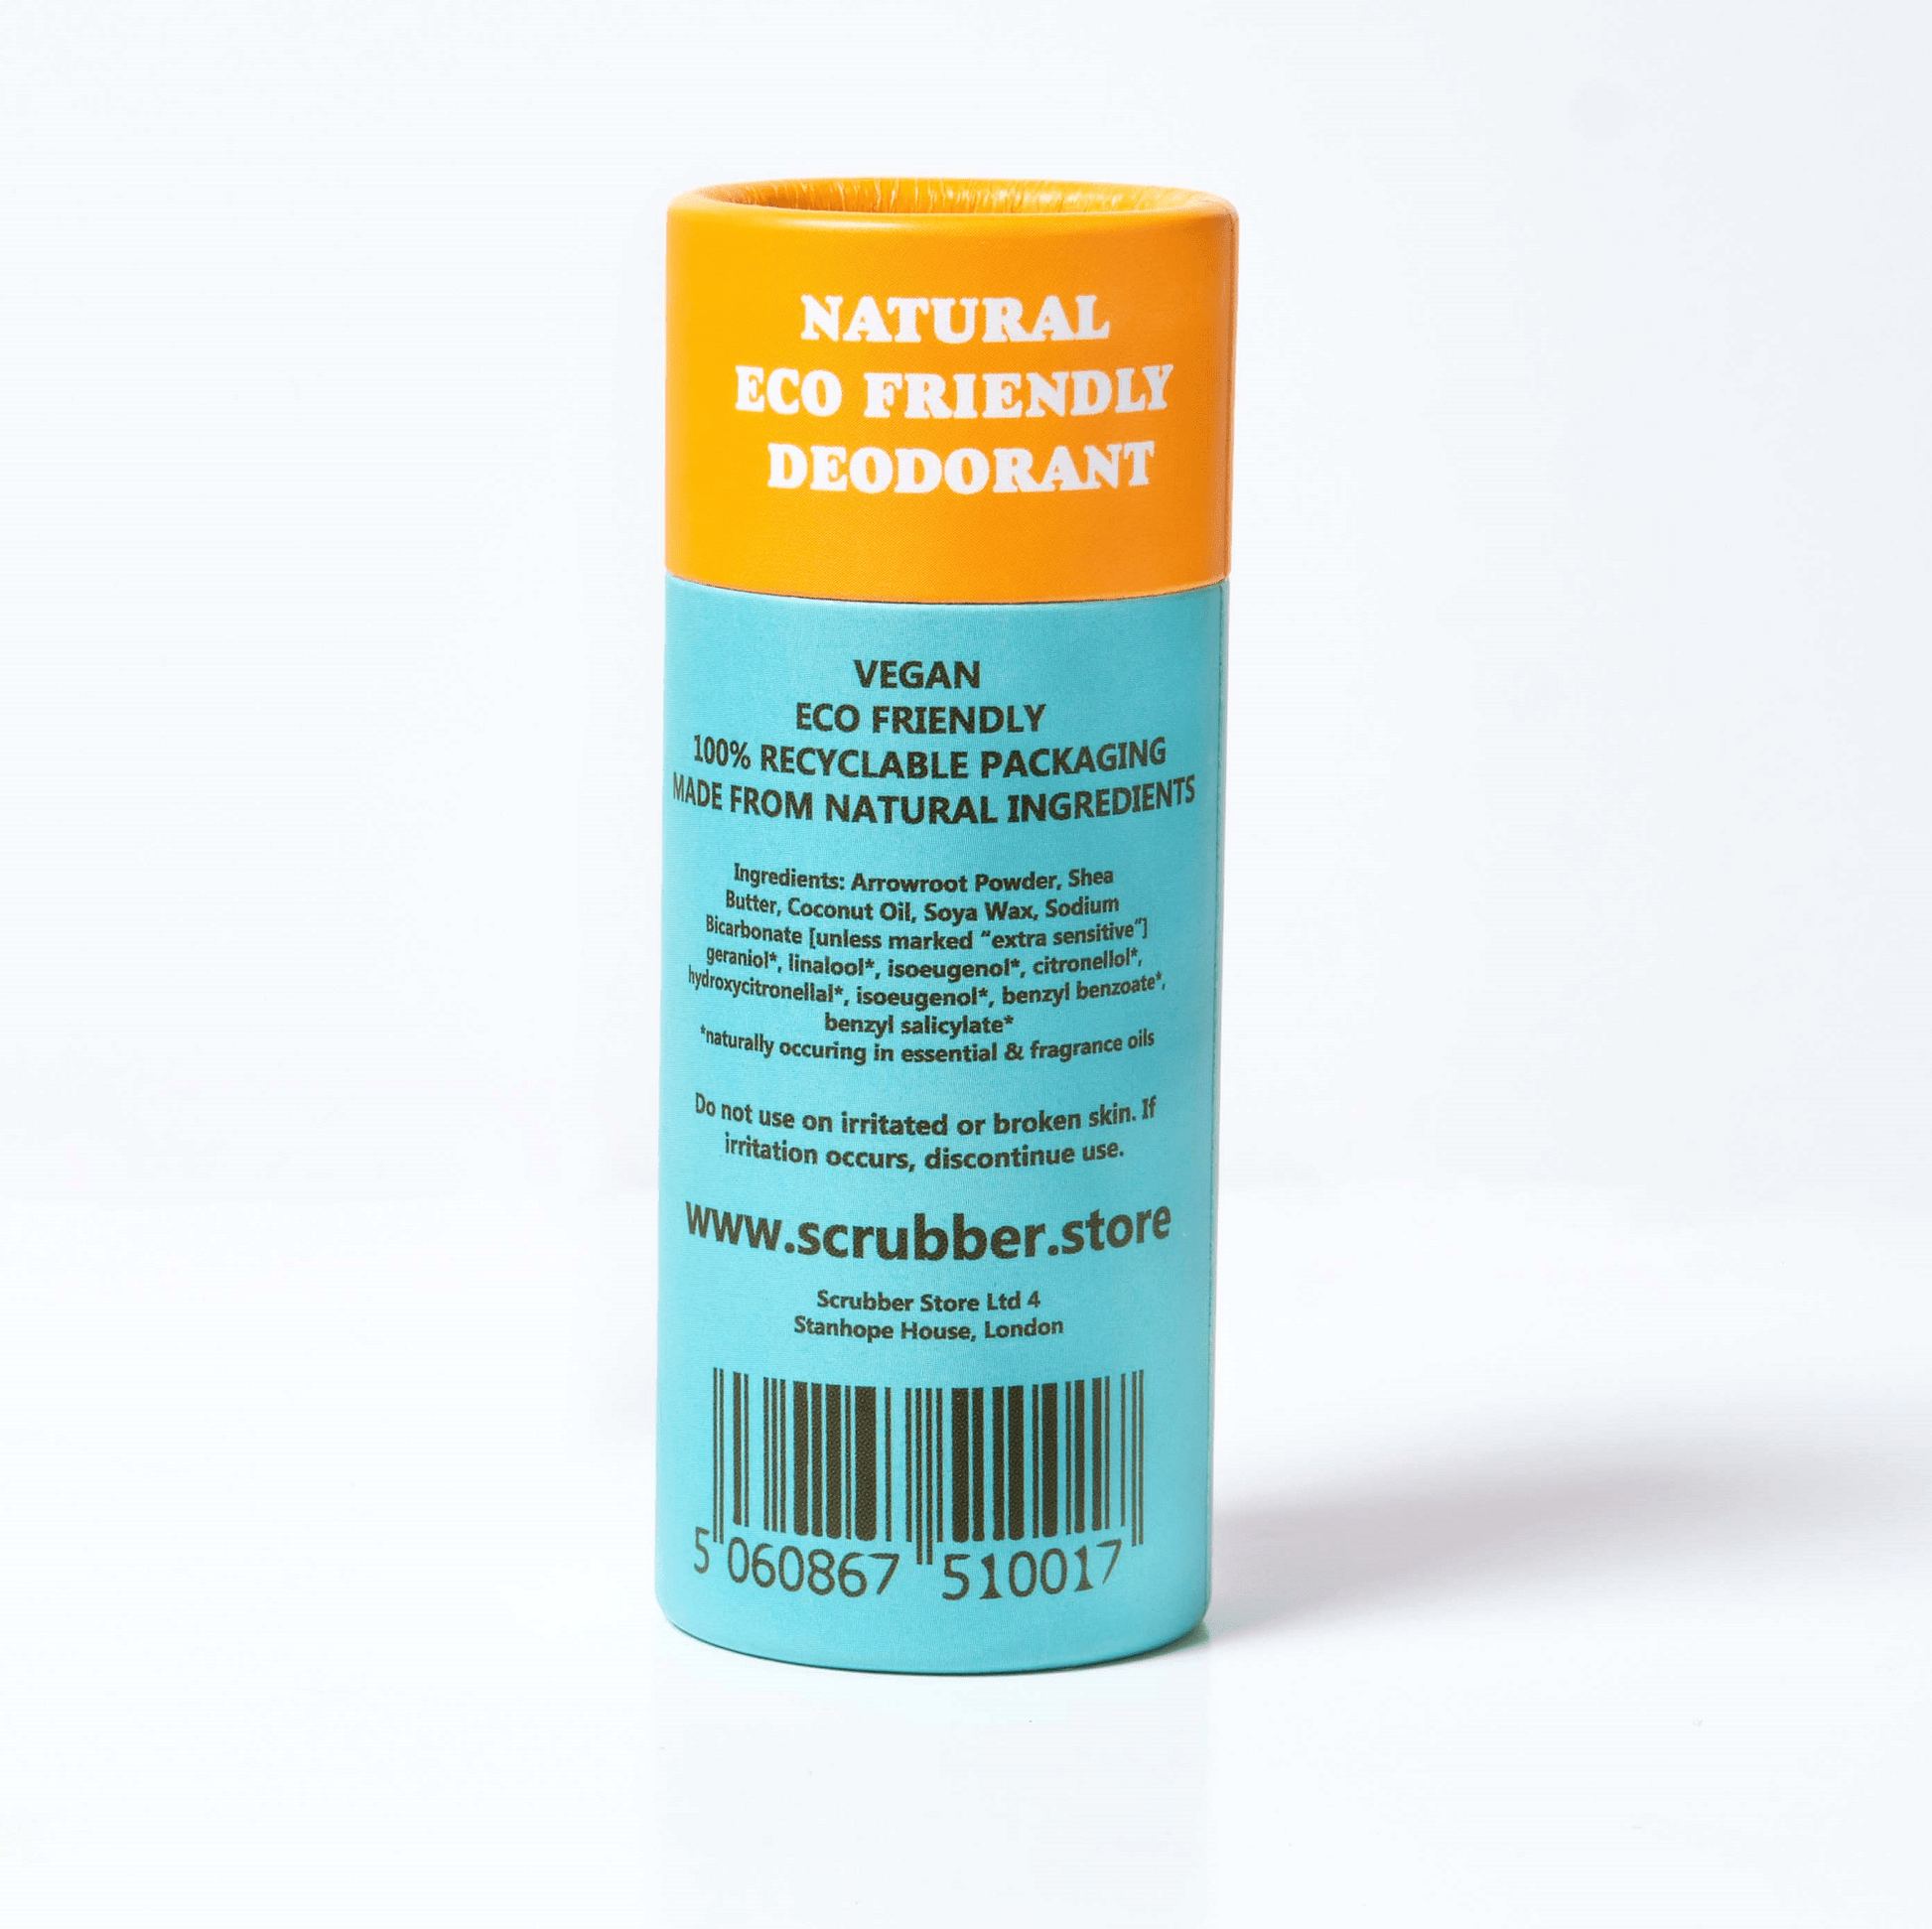 NATURAL
ECO FRIENDLY
DEODORANT
VEGAN
ECO FRIENDLY
100% RECYCLABLE PACKAGING
MADE FROM NATURAL INGREDIENTS
Ingredients: Arrowroot Powder, Shea
Butter, Coconut Oil, Soya Wax, Sodium
Bicarbonate [unless marked “extra sensitive”]
geraniol*, linalool*, isoeugenol*, citronellol*,
hydroxycitronellal*, isoeugenol*, benzyl benzoate*,
benzyl salicylate*
*naturally occuring in essential & fragrance oils
Do not use on irritated or broken skin. If
irritation occurs, discontinue use.
www.scrubber.store
Scrubber Store Ltd 4
Stanhope House, London
5 060867 510017